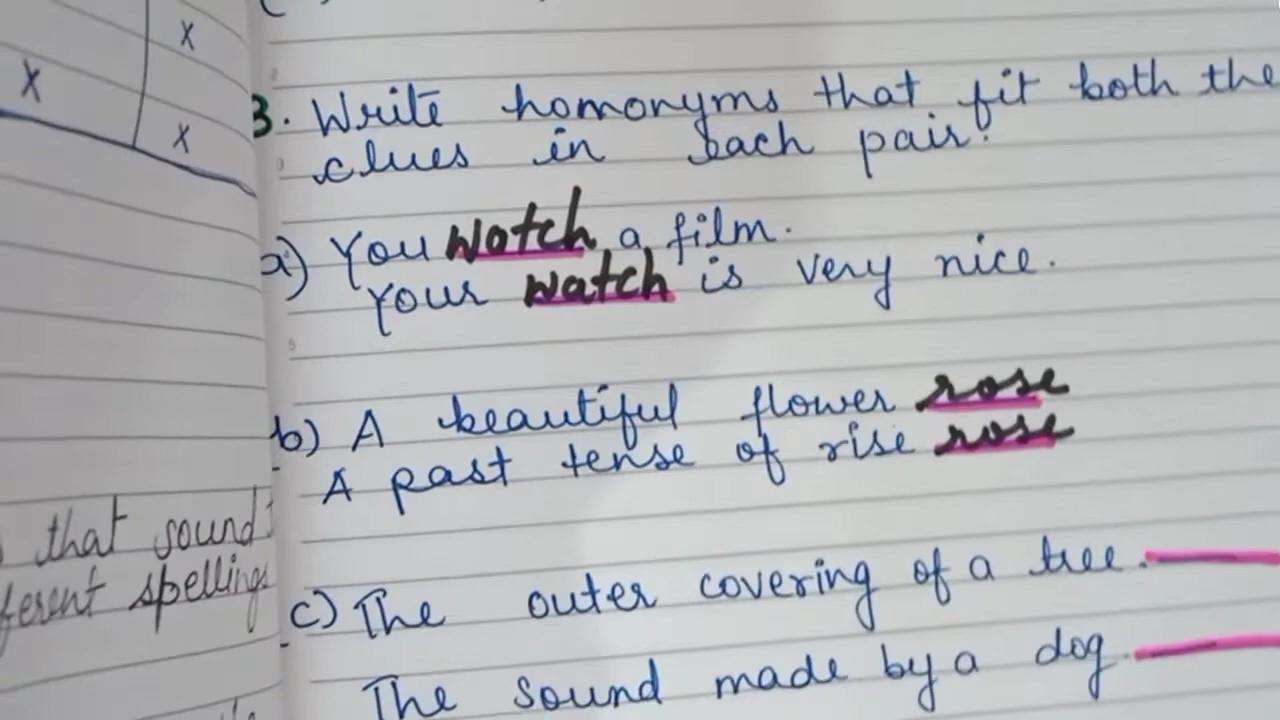 x
x
x
that sound
ferent spellings
3. Write homonyms that fit both the
clues in each pair.
a) You watch a film.
Your watch is very nice.
b) A beautiful flower rose
A past tense of rise rose
c) The outer covering of a tree.
The sound made by a dog.